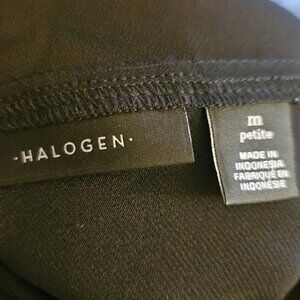 ·HALOGEN·
m
petite
MADE IN
INDONESIA
FABRIQUÉ EN
INDONÉSIE